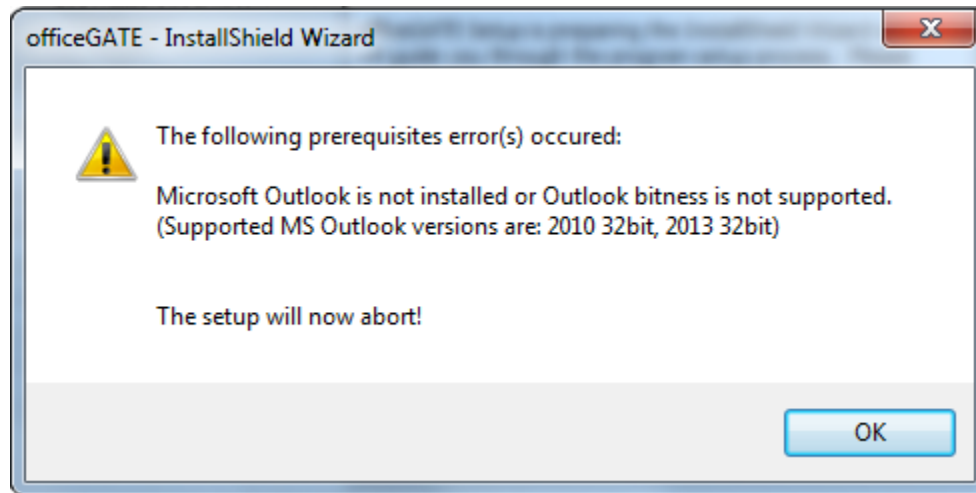 officeGATE - InstallShield Wizard
The following prerequisites error(s) occured:
Microsoft Outlook is not installed or Outlook bitness is not supported.
(Supported MS Outlook versions are: 2010 32bit, 2013 32bit)
The setup will now abort!
OK